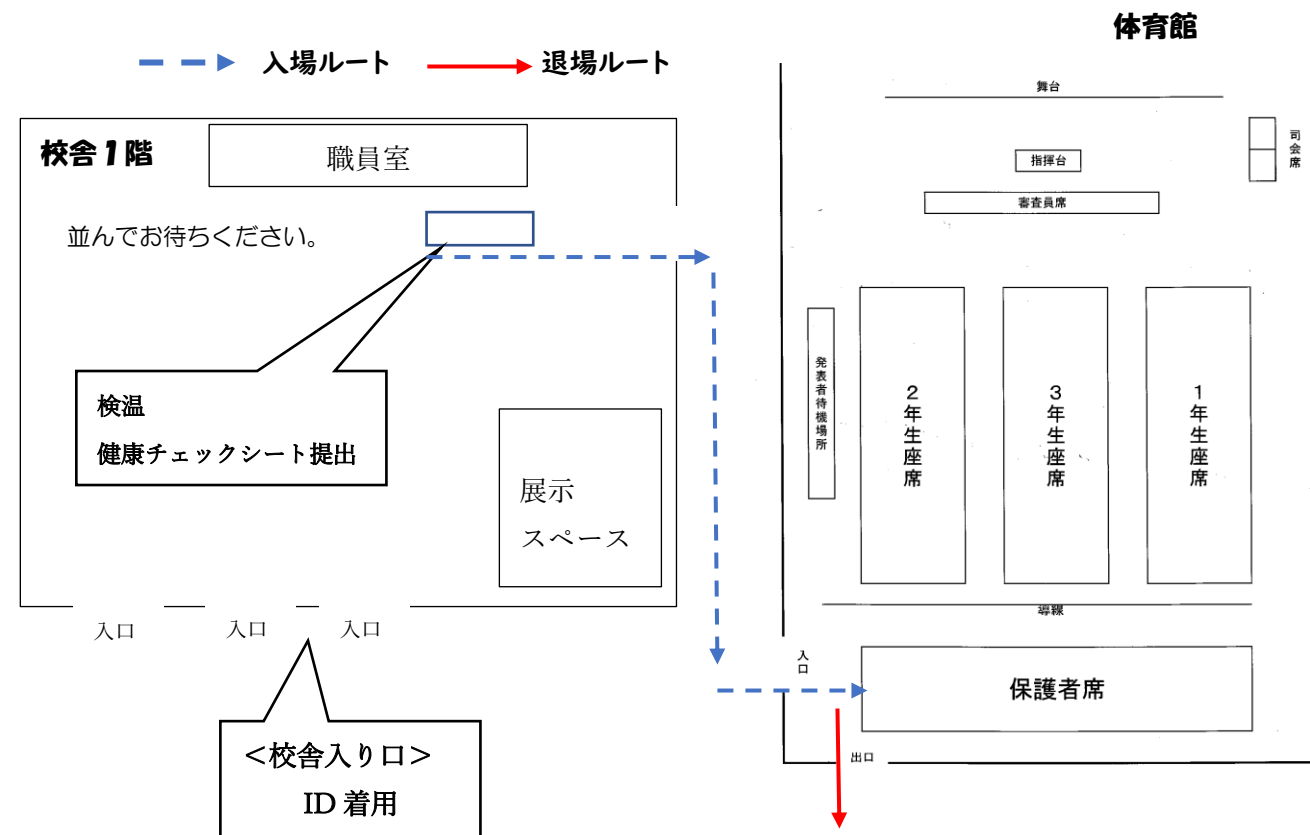 体育館
入場ルート
退場ルート
校舎1階
職員室
並んでお待ちください。
検温
健康チェックシート提出
展示
スペース
入口
入口
入口
<校舎入り口>
ID 着用
舞台
司会席
指揮台
審査員席
発表者待機場所
2年生座席
3年生座席
1年生座席
導線
入口
保護者席
出口